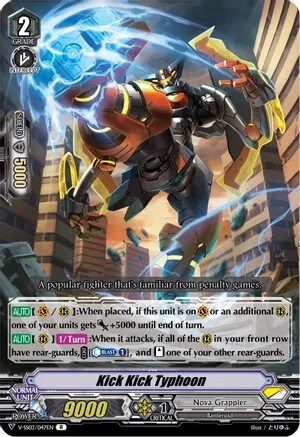 2
GRADE
INTERCEPT
SHIELD
5000
A popular fighter that's familiar from penalty games.
AUTO [ ]:When placed, if this unit is on or an additional ,
one of your units gets +5000 until end of turn.
AUTO [ ] 1/Turn :When it attacks, if all of the in your front row
have rear-guards, [ 1 BLAST 1 ], and 1 of your other rear-guards.
Kick Kick Typhoon
NORMAL UNIT
Nova Grappler
Battleroid
POWER
9000
1
CRITICAL
V-SS07/047EN R
illust /